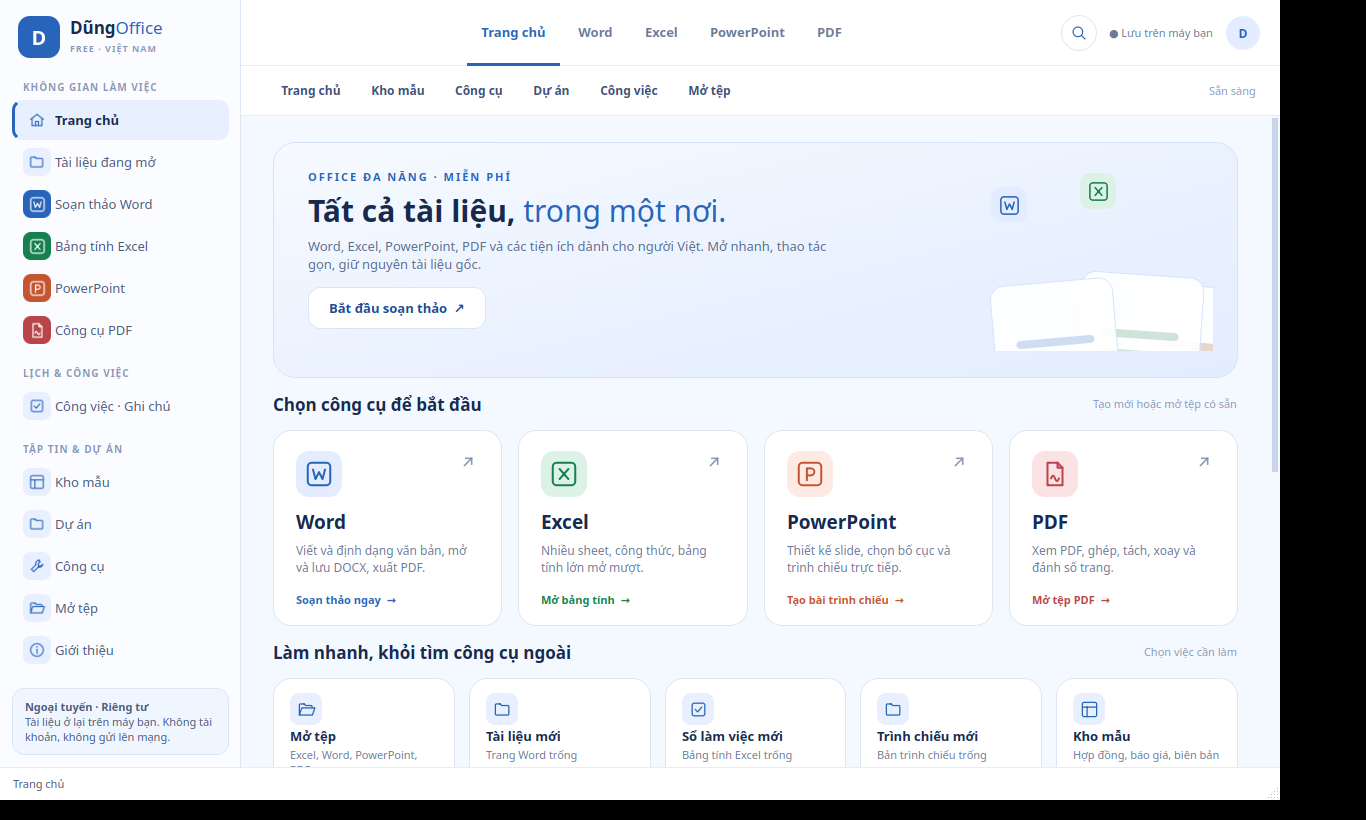 D
DũngOffice
FREE · VIỆT NAM
KHÔNG GIAN LÀM VIỆC
Trang chủ
Tài liệu đang mở
Soạn thảo Word
Bảng tính Excel
PowerPoint
Công cụ PDF
LỊCH & CÔNG VIỆC
Công việc · Ghi chú
TẬP TIN & DỰ ÁN
Kho mẫu
Dự án
Công cụ
Mở tệp
Giới thiệu
Ngoại tuyến · Riêng tư
Tài liệu ở lại trên máy bạn. Không tài
khoản, không gửi lên mạng.
Trang chủ Word Excel PowerPoint PDF
Lưu trên máy bạn D
Trang chủ Kho mẫu Công cụ Dự án Công việc Mở tệp
Sẵn sàng
OFFICE ĐA NĂNG · MIỄN PHÍ
Tất cả tài liệu, trong một nơi.
Word, Excel, PowerPoint, PDF và các tiện ích dành cho người Việt. Mở nhanh, thao tác
gọn, giữ nguyên tài liệu gốc.
Bắt đầu soạn thảo ↗
W
X
Chọn công cụ để bắt đầu
Tạo mới hoặc mở tệp có sẵn
W
Word
Viết và định dạng văn bản, mở
và lưu DOCX, xuất PDF.
Soạn thảo ngay →
X
Excel
Nhiều sheet, công thức, bảng
tính lớn mở mượt.
Mở bảng tính →
P
PowerPoint
Thiết kế slide, chọn bố cục và
trình chiếu trực tiếp.
Tạo bài trình chiếu →
PDF
Xem PDF, ghép, tách, xoay và
đánh số trang.
Mở tệp PDF →
Làm nhanh, khỏi tìm công cụ ngoài
Chọn việc cần làm
Mở tệp
Excel, Word, PowerPoint,
Tài liệu mới
Trang Word trống
Sổ làm việc mới
Bảng tính Excel trống
Trình chiếu mới
Bản trình chiếu trống
Kho mẫu
Hợp đồng, báo giá, biên bản
Trang chủ